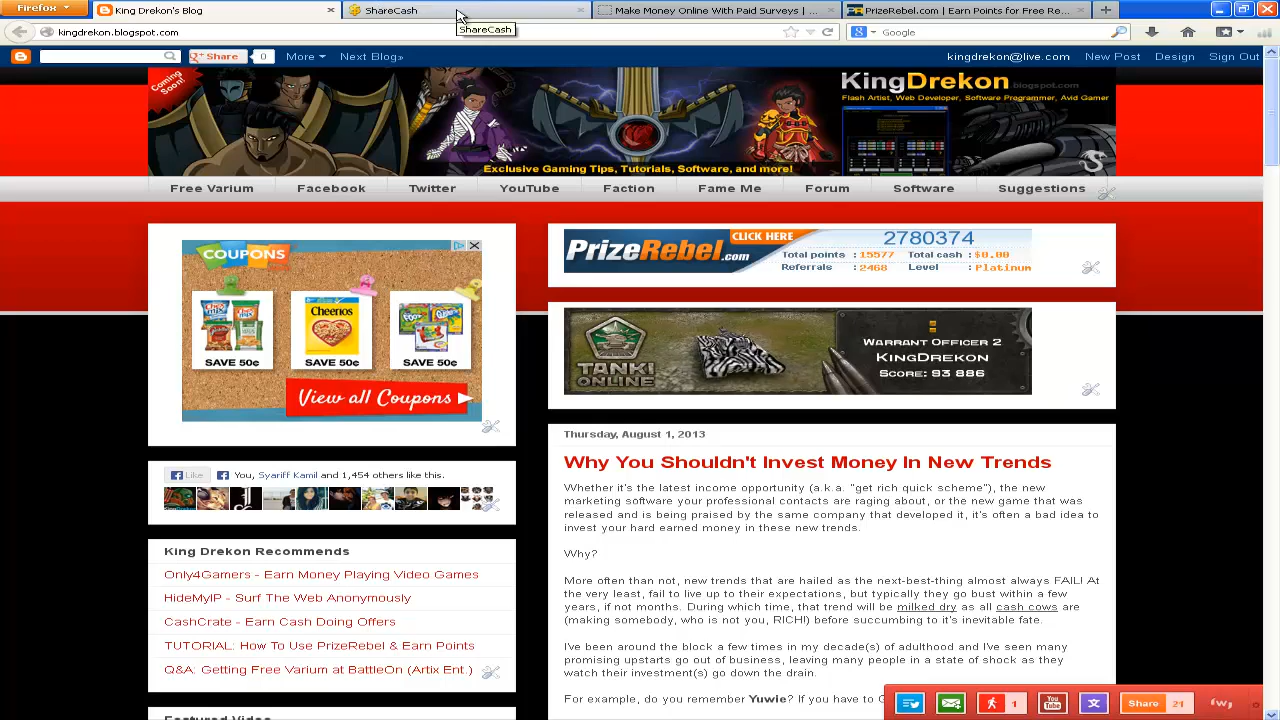 Firefox
King Drekon's Blog
ShareCash
Make Money Online With Paid Surveys | ...
PrizeRebel.com | Earn Points for Free Re...
kingdrekon.blogspot.com
Google
ShareCash
Share 0
More
Next Blog»
kingdrekon@live.com
New Post
Design
Sign Out
Coming Soon!
KingDrekon.blogspot.com
Flash Artist, Web Developer, Software Programmer, Avid Gamer
Exclusive Gaming Tips, Tutorials, Software, and more!
Free Varium
Facebook
Twitter
YouTube
Faction
Fame Me
Forum
Software
Suggestions
COUPONS
SAVE 50¢
Cheerios
SAVE 50¢
SAVE 50¢
View all Coupons
PrizeRebel.com
CLICK HERE
2780374
Total points : 15577 Total cash : $0.00
Referrals : 2468 Level : Platinum
TANKI ONLINE
WARRANT OFFICER 2
KINGDREKON
SCORE: 93 886
Like
You, Syariff Kamil and 1,454 others like this.
King Drekon Recommends
Only4Gamers - Earn Money Playing Video Games
HideMyIP - Surf The Web Anonymously
CashCrate - Earn Cash Doing Offers
TUTORIAL: How To Use PrizeRebel & Earn Points
Q&A: Getting Free Varium at BattleOn (Artix Ent.)
Featured Video
Thursday, August 1, 2013
Why You Shouldn't Invest Money In New Trends
Whether it's the latest income opportunity (a.k.a. "get rich quick scheme"), the new
marketing software your professional contacts are raging about, or the new game that was
released and is being praised by the same company that developed it, it's often a bad idea to
invest your hard earned money in these new trends.
Why?
More often than not, new trends that are hailed as the next-best-thing almost always FAIL! At
the very least, fail to live up to their expectations, but typically they go bust within a few
years, if not months. During which time, that trend will be milked dry as all cash cows are
(making somebody, who is not you, RICH!) before succumbing to it's inevitable fate.
I've been around the block a few times in my decade(s) of adulthood and I've seen many
promising upstarts go out of business, leaving many people in a state of shock as they
watch their investment(s) go down the drain.
For example, do you remember Yuwie? If you have to
1
You Tube
Share 21